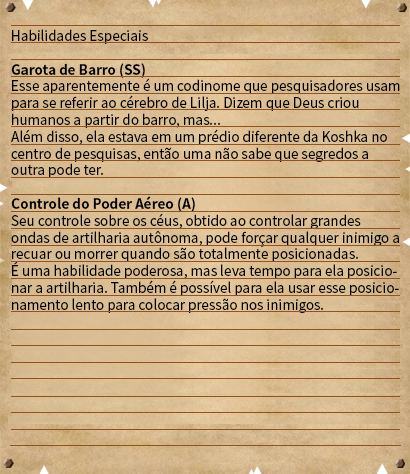 Habilidades Especiais
Garota de Barro (SS)
Esse aparentemente é um codinome que pesquisadores usam
para se referir ao cérebro de Lilja. Dizem que Deus criou
humanos a partir do barro, mas...
Além disso, ela estava em um prédio diferente da Koshka no
centro de pesquisas, então uma não sabe que segredos a
outra pode ter.
Controle do Poder Aéreo (A)
Seu controle sobre os céus, obtido ao controlar grandes
ondas de artilharia autônoma, pode forçar qualquer inimigo a
recuar ou morrer quando são totalmente posicionadas.
É uma habilidade poderosa, mas leva tempo para ela posicio-
nar a artilharia. Também é possível para ela usar esse posicio-
namento lento para colocar pressão nos inimigos.